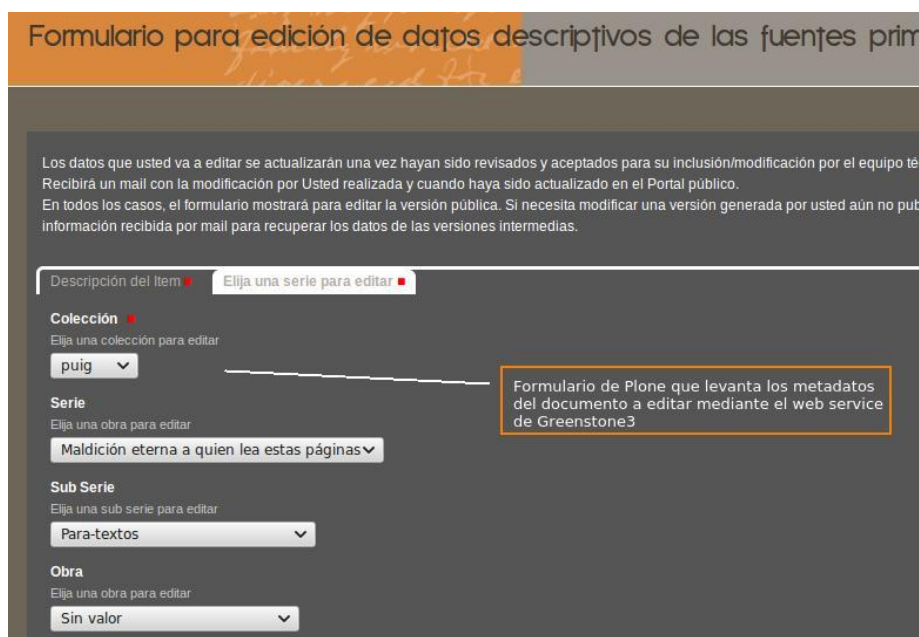 Formulario para edición de datos descriptivos de las fuentes prim
Los datos que usted va a editar se actualizarán una vez hayan sido revisados y aceptados para su inclusión/modificación por el equipo té
Recibirá un mail con la modificación por Usted realizada y cuando haya sido actualizado en el Portal público.
En todos los casos, el formulario mostrará para editar la versión pública. Si necesita modificar una versión generada por usted aún no pub
información recibida por mail para recuperar los datos de las versiones intermedias.
Descripción del Item Elija una serie para editar
Colección
Elija una colección para editar
puig
Formulario de Plone que levanta los metadatos
del documento a editar mediante el web service
de Greenstone3
Serie
Elija una obra para editar
Maldición eterna a quien lea estas páginas
Sub Serie
Elija una sub serie para editar
Para-textos
Obra
Elija una obra para editar
Sin valor